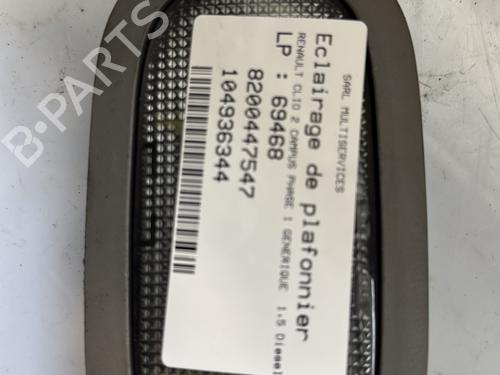 SARL MULTISERVICES
Eclairage de plafonnier
RENAULT CLIO 2 CAMPUS PHASE 1 GENERIQUE 1.5 Diesel
LP : 69468
8200447547
104936344
B-PARTS